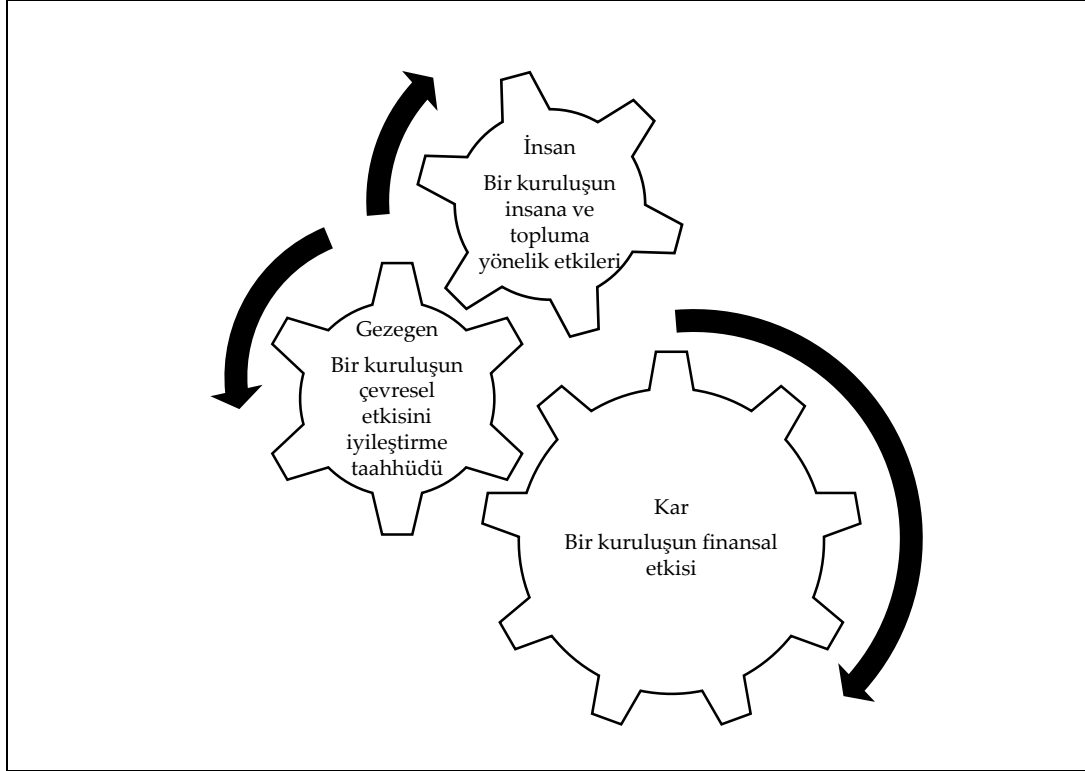 İnsan
Bir kuruluşun
insana ve
topluma
yönelik etkileri
Gezegen
Bir kuruluşun
çevresel
etkisini
iyileştirme
taahhüdü
Kar
Bir kuruluşun finansal
etkisi